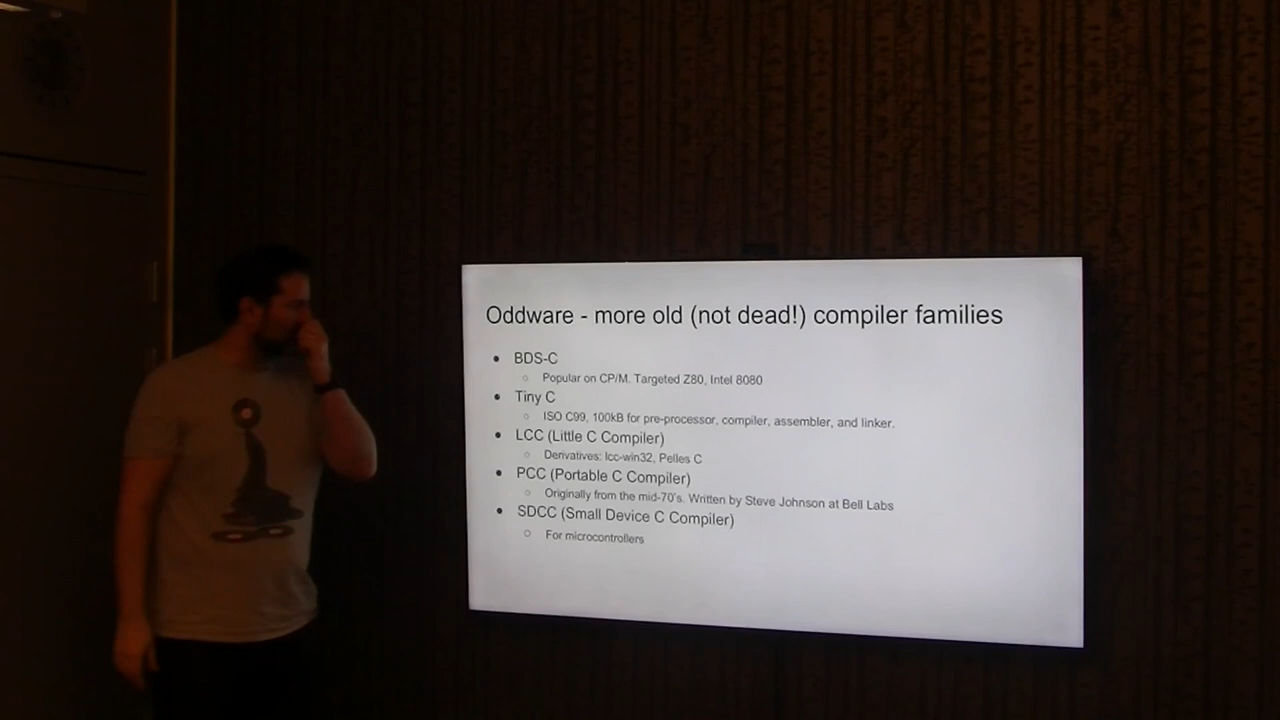 Oddware - more old (not dead!) compiler families
● BDS-C
○ Popular on CP/M. Targeted Z80, Intel 8080
● Tiny C
○ ISO C99, 100kB for pre-processor, compiler, assembler, and linker.
● LCC (Little C Compiler)
○ Derivatives: lcc-win32, Pelles C
● PCC (Portable C Compiler)
○ Originally from the mid-70's. Written by Steve Johnson at Bell Labs
● SDCC (Small Device C Compiler)
○ For microcontrollers